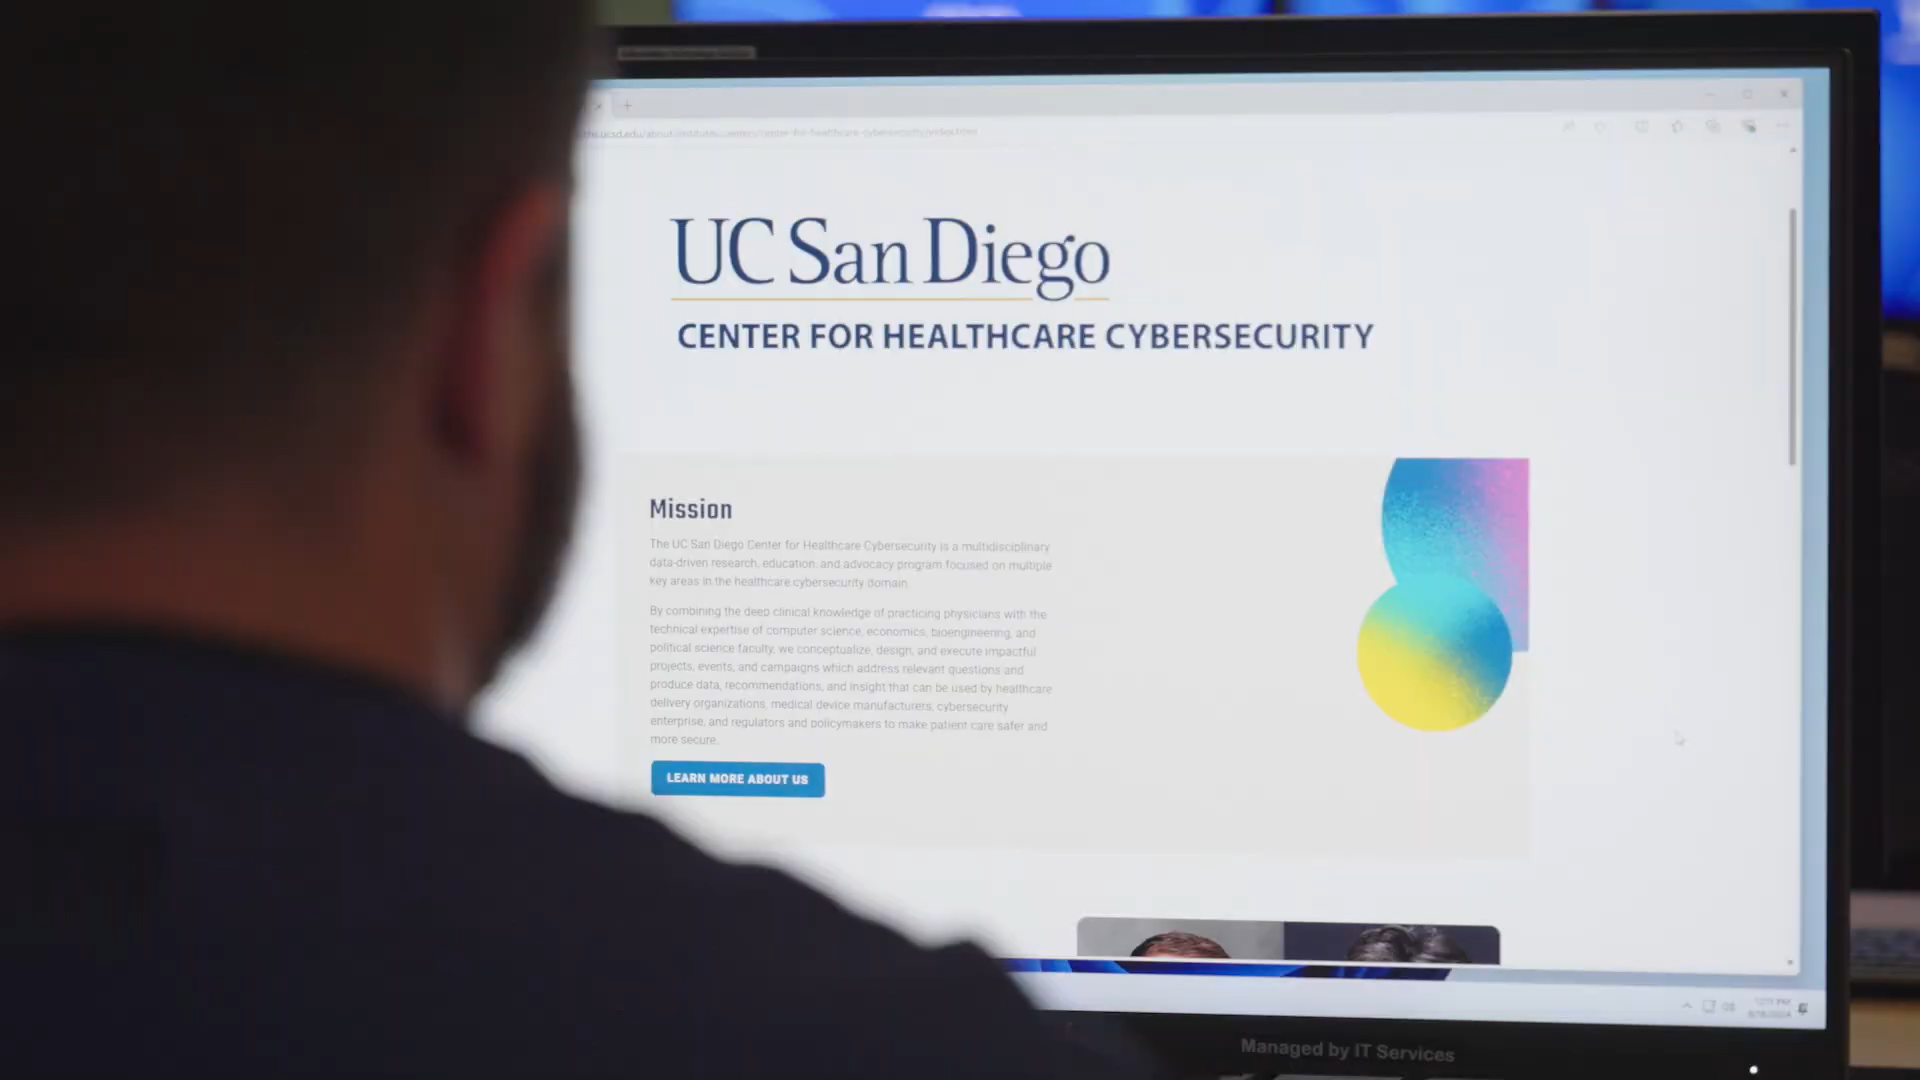 UC San Diego
CENTER FOR HEALTHCARE CYBERSECURITY
Mission
The UC San Diego Center for Healthcare Cybersecurity is a multidisciplinary
data-driven research, education, and advocacy program focused on multiple
key areas in the healthcare cybersecurity domain.
By combining the deep clinical knowledge of practicing physicians with the
technical expertise of computer science, economics, bioengineering, and
political science faculty, we conceptualize, design, and execute impactful
projects, events, and campaigns which address relevant questions and
produce data, recommendations, and insight that can be used by healthcare
delivery organizations, medical device manufacturers, cybersecurity
enterprise, and regulators and policymakers to make patient care safer and
more secure.
LEARN MORE ABOUT US
Managed by IT Services